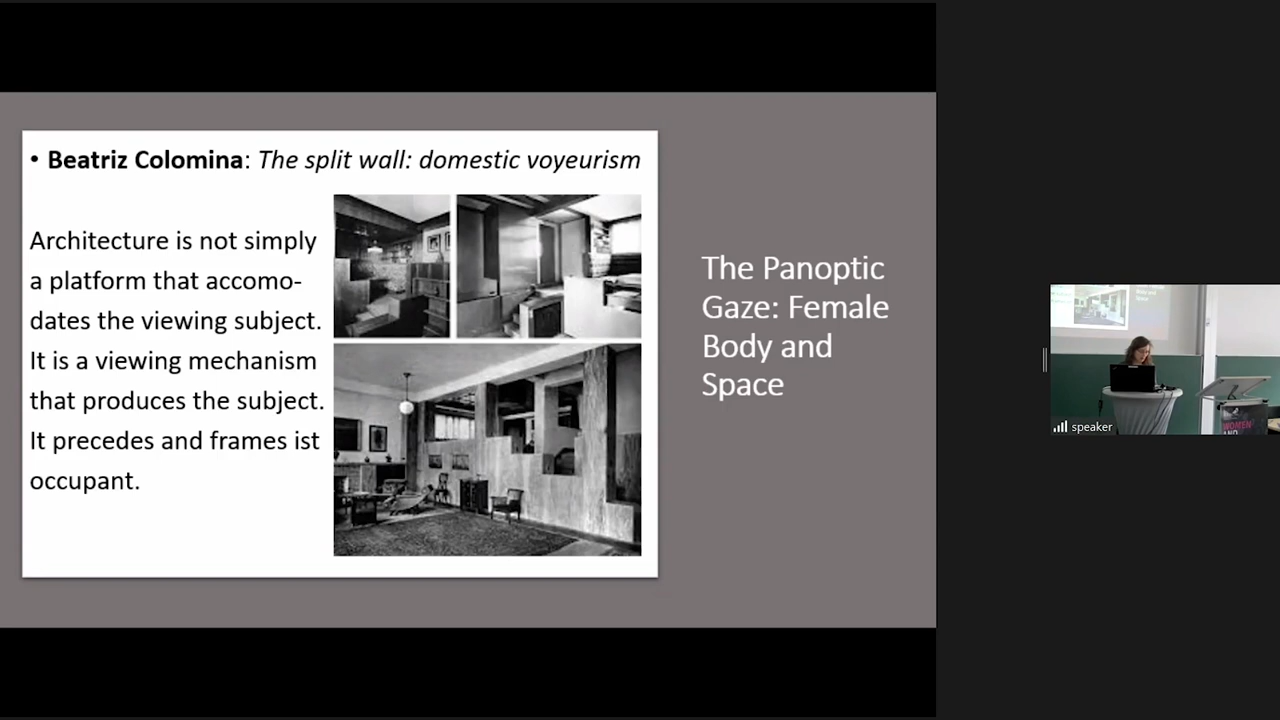 • Beatriz Colomina: The split wall: domestic voyeurism
Architecture is not simply
a platform that accomo-
dates the viewing subject.
It is a viewing mechanism
that produces the subject.
It precedes and frames ist
occupant.
The Panoptic
Gaze: Female
Body and
Space
speaker
WOMEN